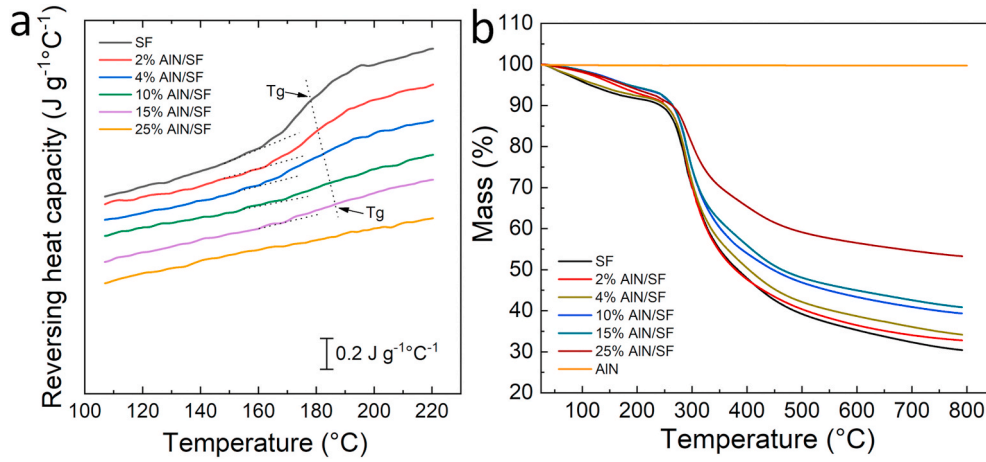 a
Reversing heat capacity (J g⁻¹°C⁻¹)
SF
2% AlN/SF
4% AlN/SF
10% AlN/SF
15% AlN/SF
25% AlN/SF
Tg
Tg
0.2 J g⁻¹°C⁻¹
100 120 140 160 180 200 220
Temperature (°C)
b
Mass (%)
110
100
90
80
70
60
50
40
30
20
SF
2% AlN/SF
4% AlN/SF
10% AlN/SF
15% AlN/SF
25% AlN/SF
AlN
100 200 300 400 500 600 700 800
Temperature (°C)